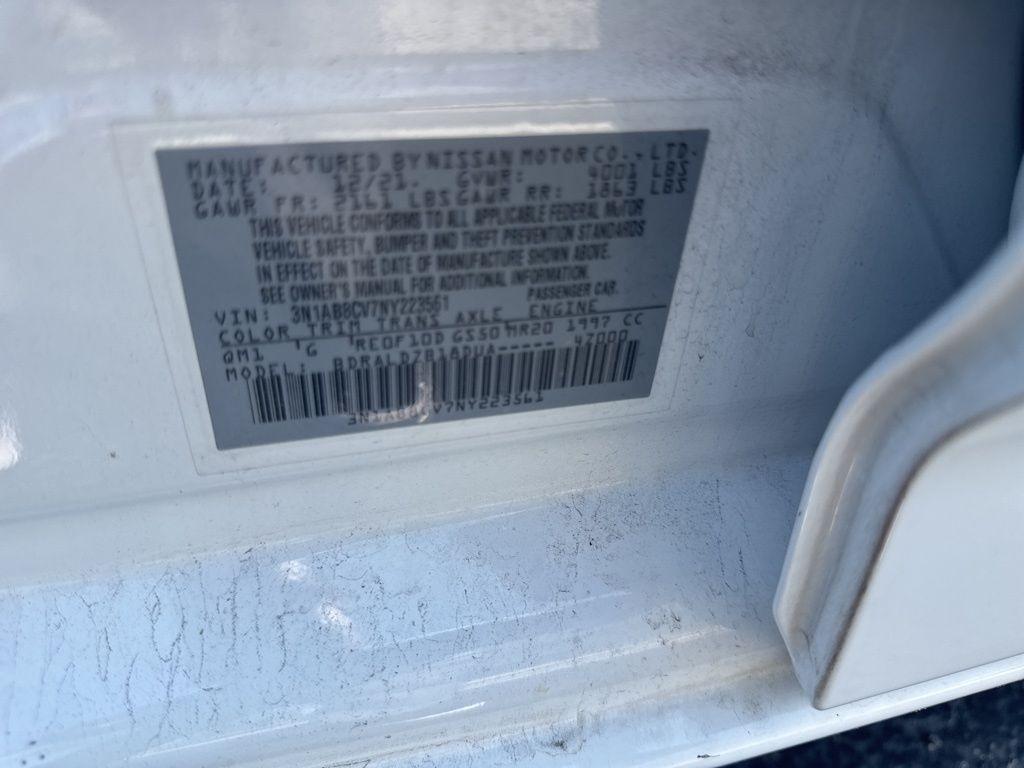 MANUFACTURED BY NISSAN MOTOR CO., LTD.
DATE: 12/21. GVWR: 4001 LBS
GAWR FR: 2161 LBS GAWR RR: 1863 LBS
THIS VEHICLE CONFORMS TO ALL APPLICABLE FEDERAL MOTOR
VEHICLE SAFETY, BUMPER AND THEFT PREVENTION STANDARDS
IN EFFECT ON THE DATE OF MANUFACTURE SHOWN ABOVE.
SEE OWNER'S MANUAL FOR ADDITIONAL INFORMATION.
VIN: 3N1AB8CV7NY223561 PASSENGER CAR
COLOR TRIM TRANS AXLE ENGINE
QM1 'G 'RE0F10D GS50 MR20 1997 CC
MODEL: BDRALDZB18DUA----- 47000
3N1AB8CV7NY223561